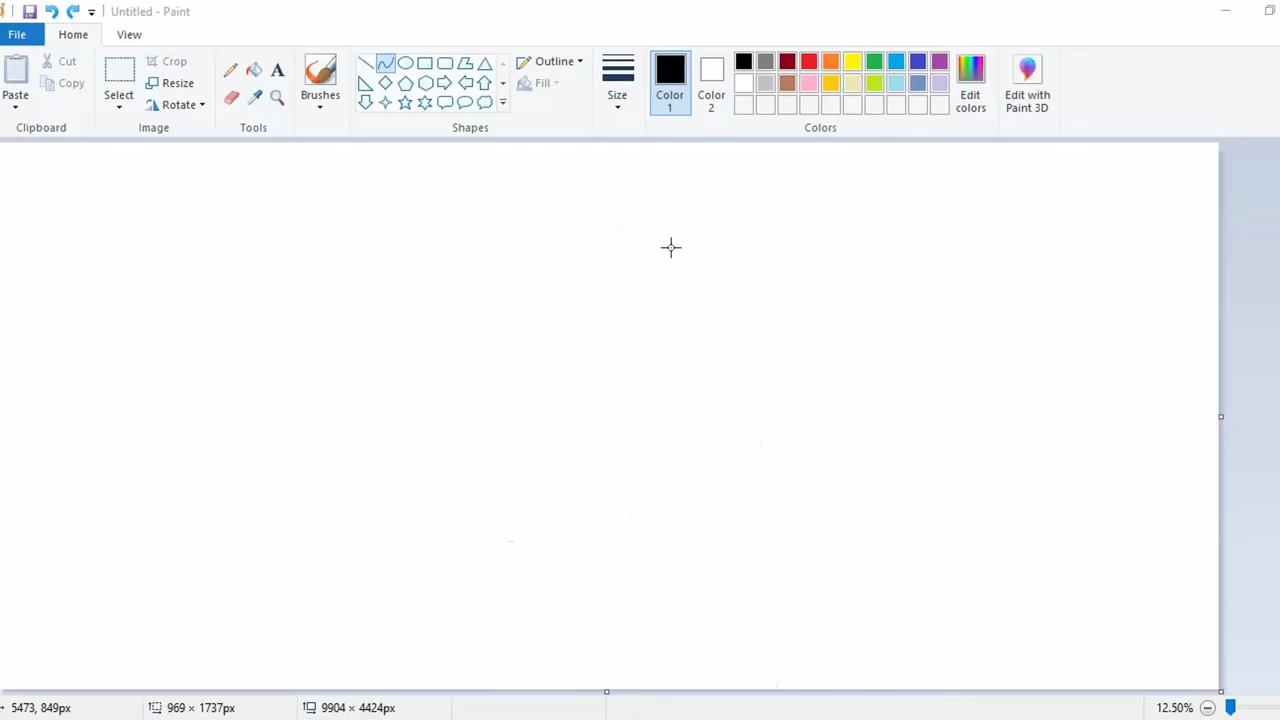 Untitled - Paint
File Home View
Cut
Copy
Paste
Clipboard
Select
Crop
Resize
Rotate
Image
A
Tools
Brushes
Shapes
Outline
Fill
Size
Color 1
Color 2
Edit colors
Edit with Paint 3D
Colors
5473, 849px
969 × 1737px
9904 × 4424px
12.50%